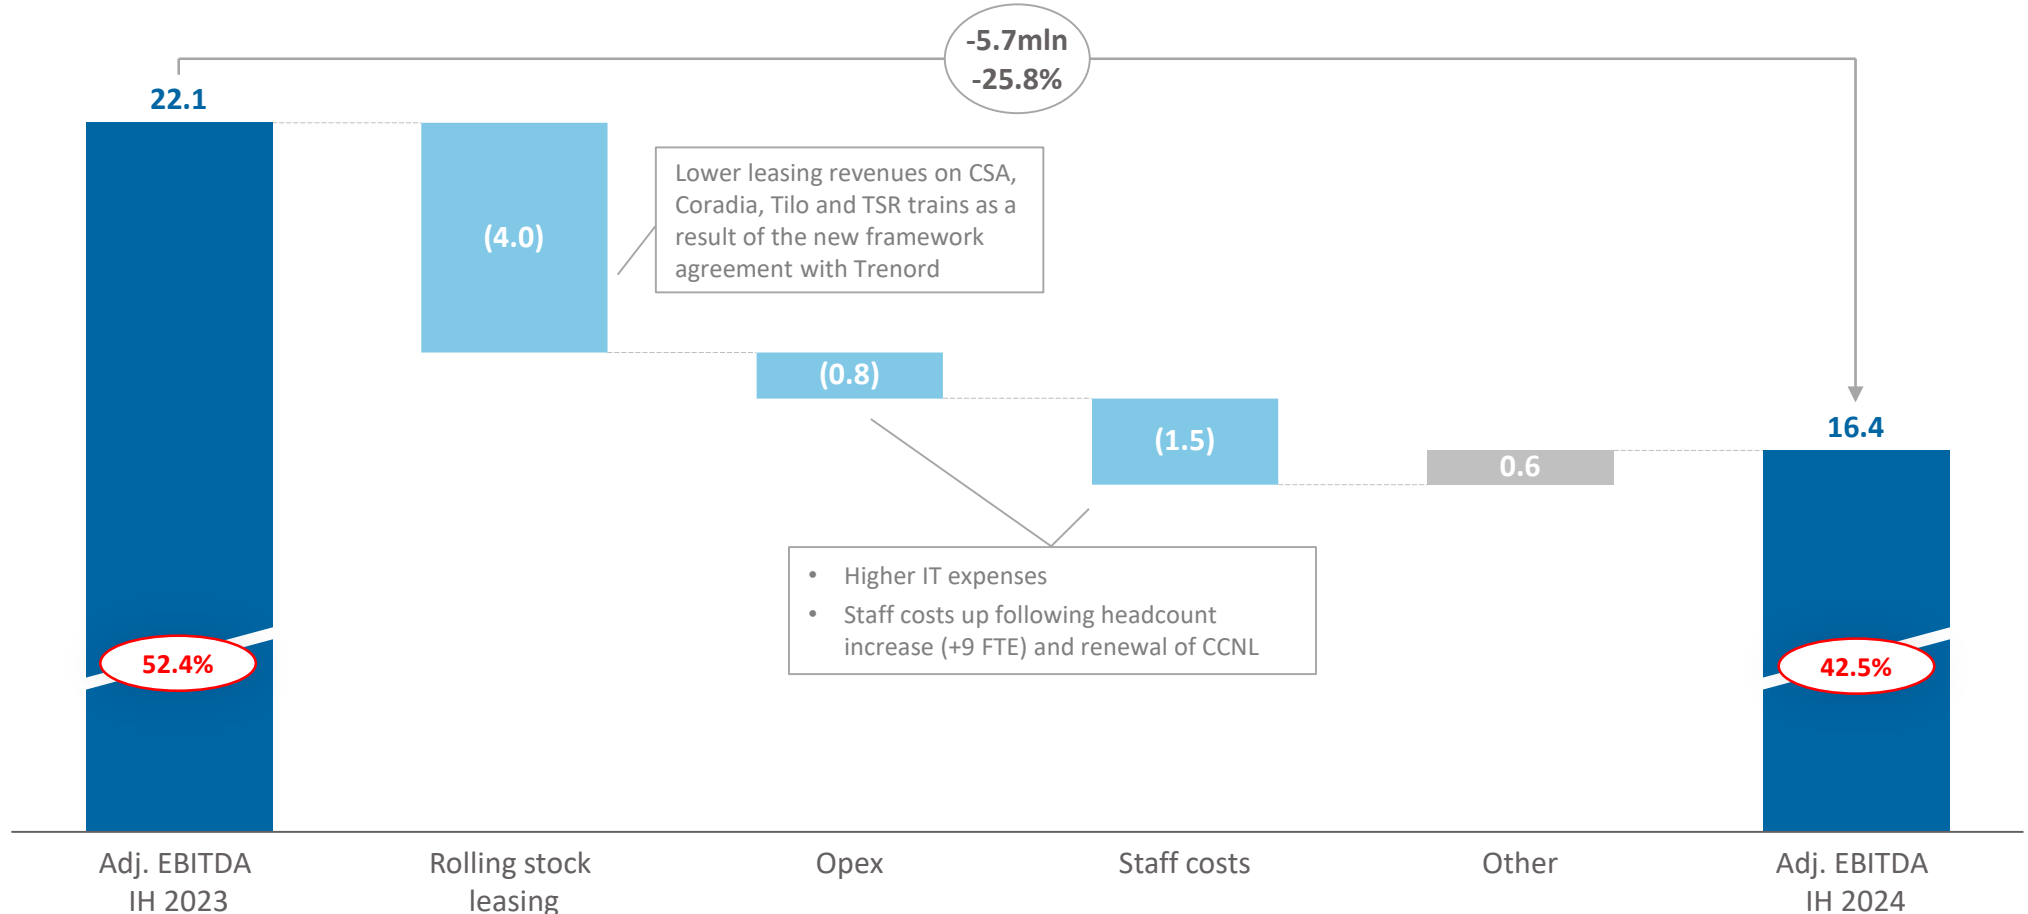 -5.7mln
-25.8%
22.1
Lower leasing revenues on CSA,
Coradia, Tilo and TSR trains as a
result of the new framework
agreement with Trenord
(4.0)
(0.8)
(1.5)
0.6
16.4
• Higher IT expenses
• Staff costs up following headcount
increase (+9 FTE) and renewal of CCNL
52.4%
42.5%
Adj. EBITDA
IH 2023
Rolling stock
leasing
Opex
Staff costs
Other
Adj. EBITDA
IH 2024